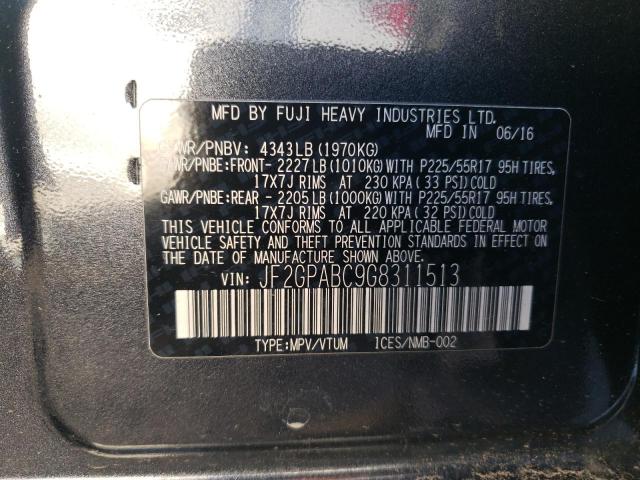 MFD BY FUJI HEAVY INDUSTRIES LTD.
MFD IN 06/16
GVWR/PNBV: 4343LB(1970KG)
GAWR/PNBE:FRONT- 2227LB(1010KG)WITH P225/55R17 95H TIRES,
17X7J RIMS AT 230 KPA(33 PSI)COLD
GAWR/PNBE:REAR - 2205LB(1000KG)WITH P225/55R17 95H TIRES,
17X7J RIMS AT 220 KPA(32 PSI)COLD
THIS VEHICLE CONFORMS TO ALL APPLICABLE FEDERAL MOTOR
VEHICLE SAFETY AND THEFT PREVENTION STANDARDS IN EFFECT
ON THE DATE OF MANUFACTURE SHOWN ABOVE.
VIN: JF2GPABC9G8311513
TYPE:MPV/VTUM ICES/NMB-002